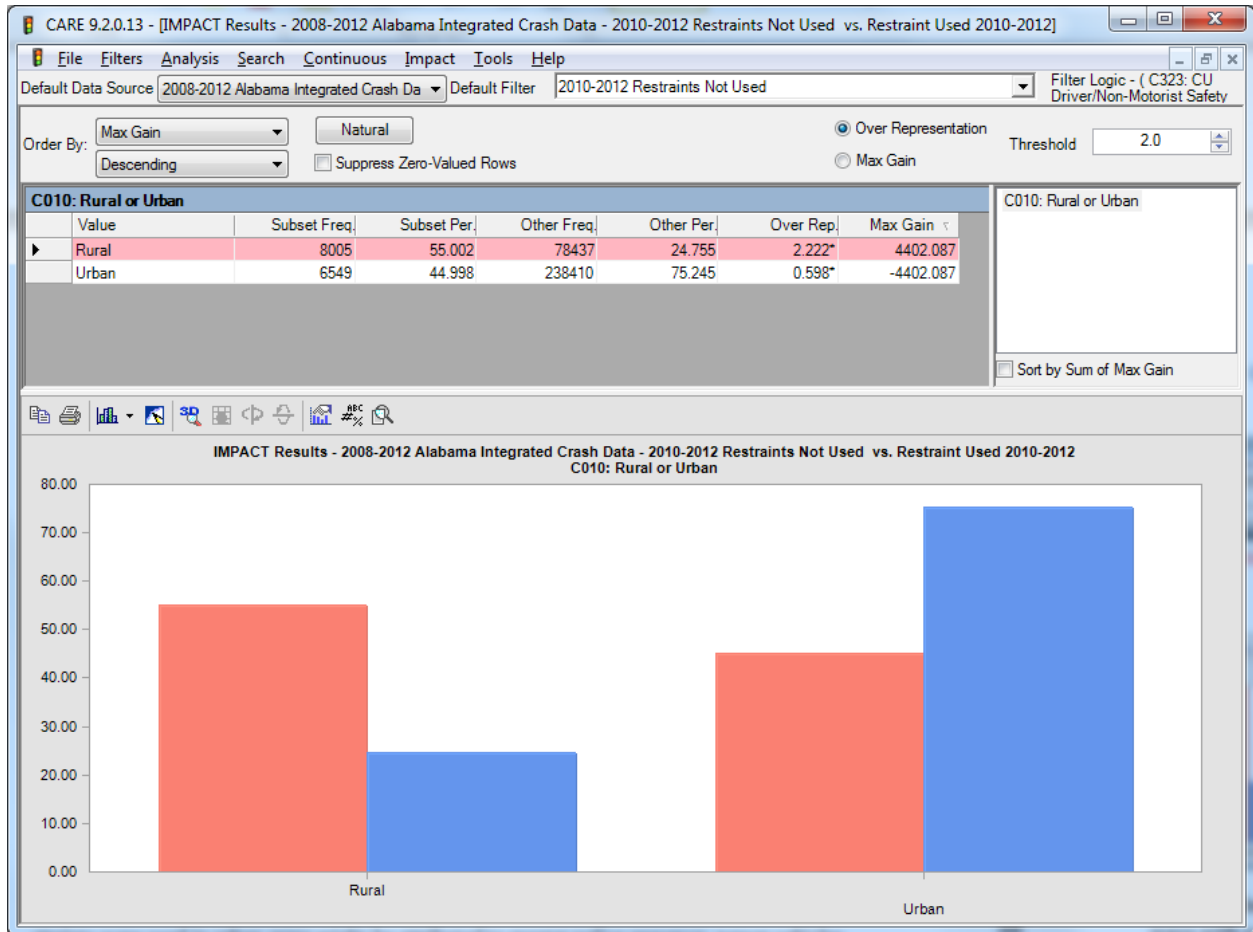 CARE 9.2.0.13 - [IMPACT Results - 2008-2012 Alabama Integrated Crash Data - 2010-2012 Restraints Not Used vs. Restraint Used 2010-2012]
File Filters Analysis Search Continuous Impact Tools Help
Default Data Source 2008-2012 Alabama Integrated Crash Da Default Filter 2010-2012 Restraints Not Used Filter Logic - ( C323: CU
Driver/Non-Motorist Safety
Order By: Max Gain Natural Over Representation Threshold 2.0
Descending Suppress Zero-Valued Rows Max Gain
C010: Rural or Urban C010: Rural or Urban
Value Subset Freq. Subset Per. Other Freq. Other Per. Over Rep. Max Gain
Rural 8005 55.002 78437 24.755 2.222* 4402.087
Urban 6549 44.998 238410 75.245 0.598* -4402.087
Sort by Sum of Max Gain
3D ABC #%
IMPACT Results - 2008-2012 Alabama Integrated Crash Data - 2010-2012 Restraints Not Used vs. Restraint Used 2010-2012
C010: Rural or Urban
80.00
70.00
60.00
50.00
40.00
30.00
20.00
10.00
0.00
Rural
Urban